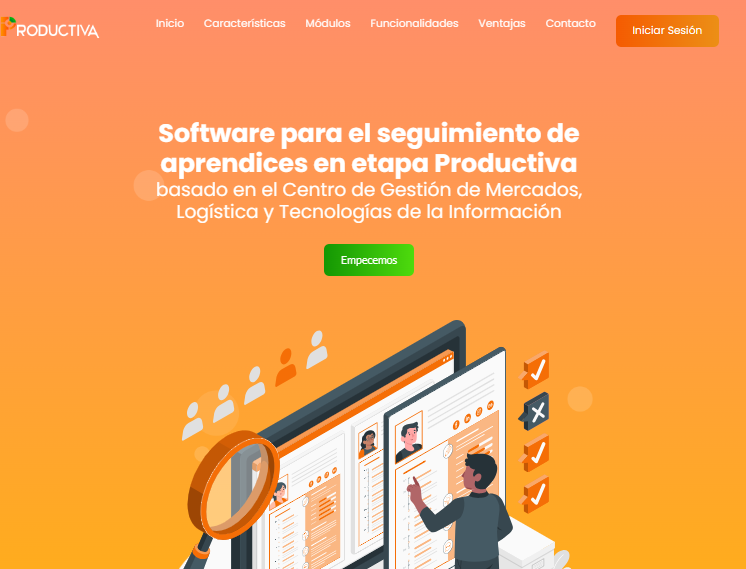 PRODUCTIVA
Inicio
Características
Módulos
Funcionalidades
Ventajas
Contacto
Iniciar Sesión
Software para el seguimiento de
aprendices en etapa Productiva
basado en el Centro de Gestión de Mercados,
Logística y Tecnologías de la Información
Empecemos